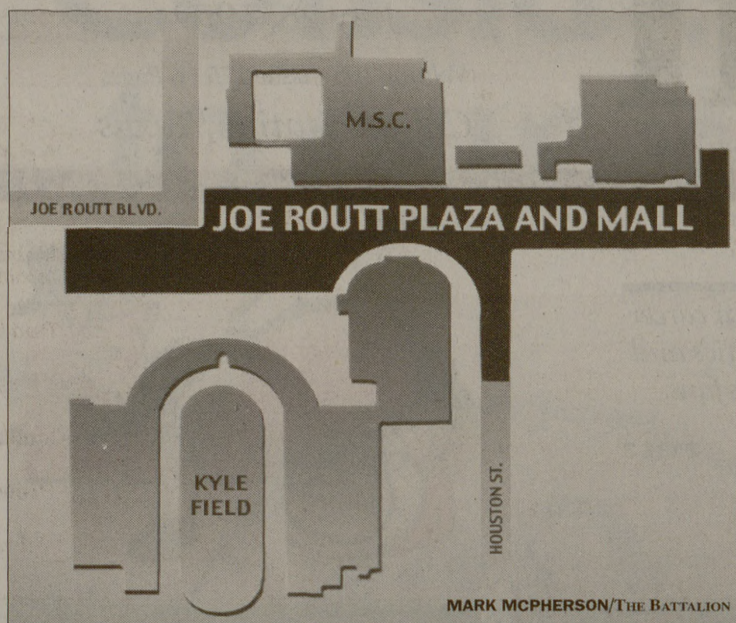 M.S.C.
JOE ROUTT BLVD.
JOE ROUTT PLAZA AND MALL
KYLE
FIELD
HOUSTON ST.
MARK MCPHERSON/THE BATTALION